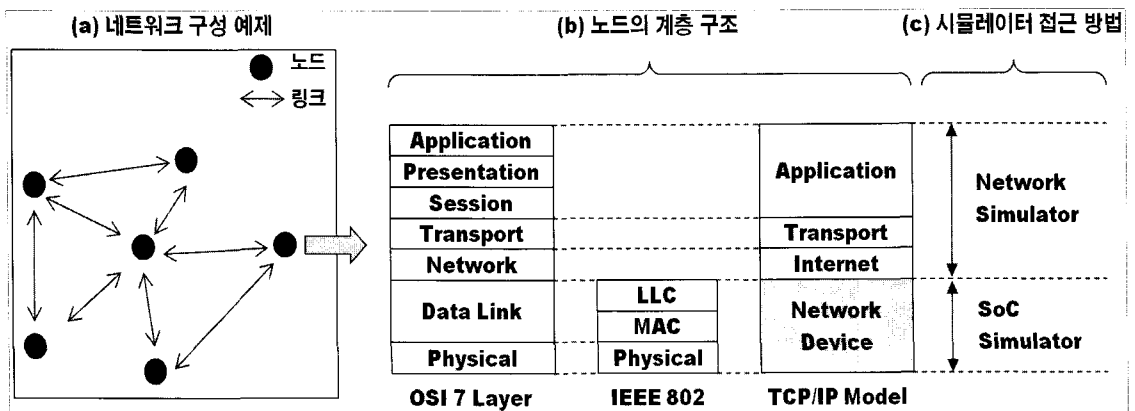 (a) 네트워크 구성 예제
(b) 노드의 계층 구조
(c) 시뮬레이터 접근 방법
노드
링크
Application
Presentation
Session
Transport
Network
Data Link
Physical
OSI 7 Layer
LLC
MAC
Physical
IEEE 802
Application
Transport
Internet
Network
Device
TCP/IP Model
Network
Simulator
SoC
Simulator